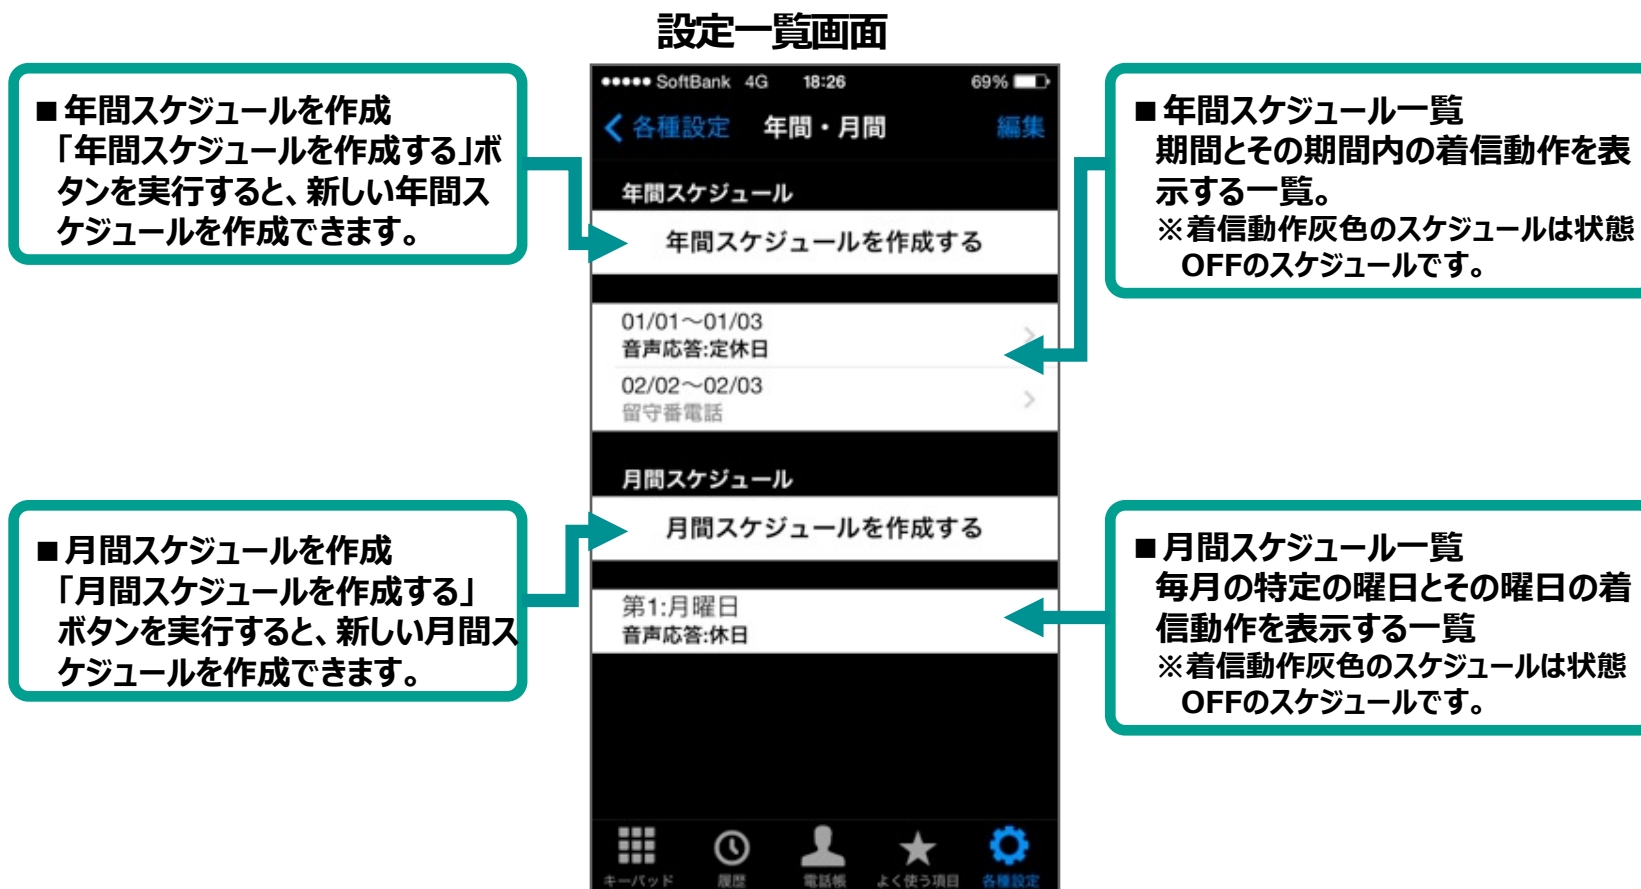 設定一覧画面
■年間スケジュールを作成
「年間スケジュールを作成する」ボ
タンを実行すると、新しい年間ス
ケジュールを作成できます。
■月間スケジュールを作成
「月間スケジュールを作成する」
ボタンを実行すると、新しい月間ス
ケジュールを作成できます。
SoftBank 4G 18:26 69%
各種設定 年間・月間 編集
年間スケジュール
年間スケジュールを作成する
01/01～01/03
音声応答:定休日
02/02～02/03
留守番電話
月間スケジュール
月間スケジュールを作成する
第1:月曜日
音声応答:休日
キーパッド 履歴 電話帳 よく使う項目 各種設定
■年間スケジュール一覧
期間とその期間内の着信動作を表
示する一覧。
※着信動作灰色のスケジュールは状態
OFFのスケジュールです。
■月間スケジュール一覧
毎月の特定の曜日とその曜日の着
信動作を表示する一覧
※着信動作灰色のスケジュールは状態
OFFのスケジュールです。